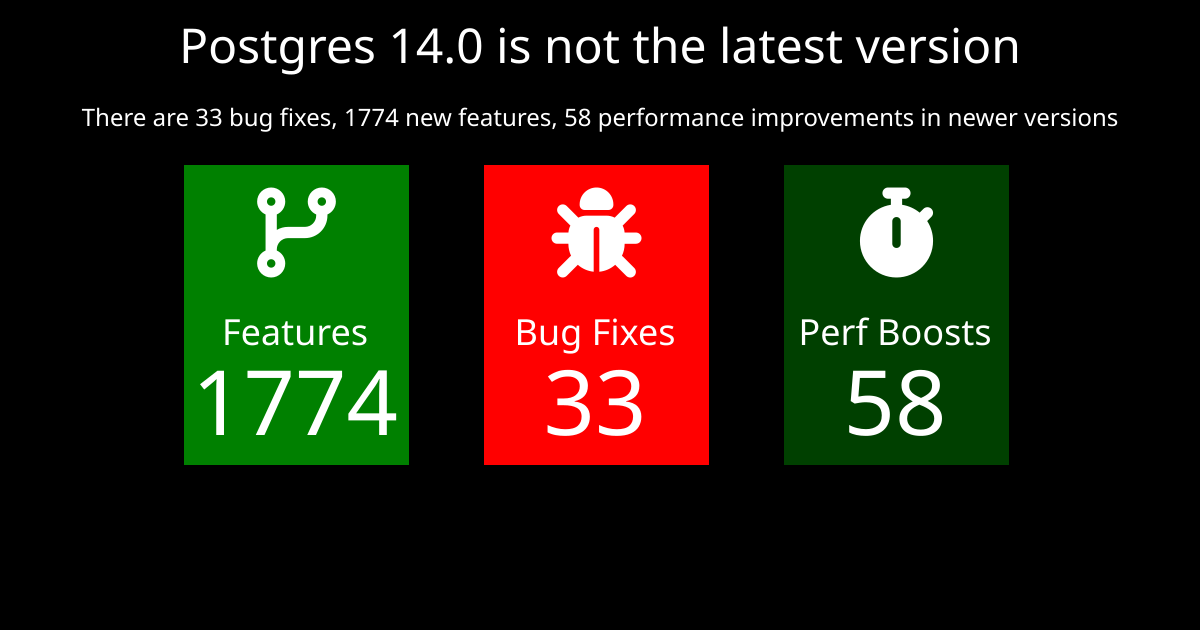 Postgres 14.0 is not the latest version
There are 33 bug fixes, 1774 new features, 58 performance improvements in newer versions
Features
1774
Bug Fixes
33
Perf Boosts
58